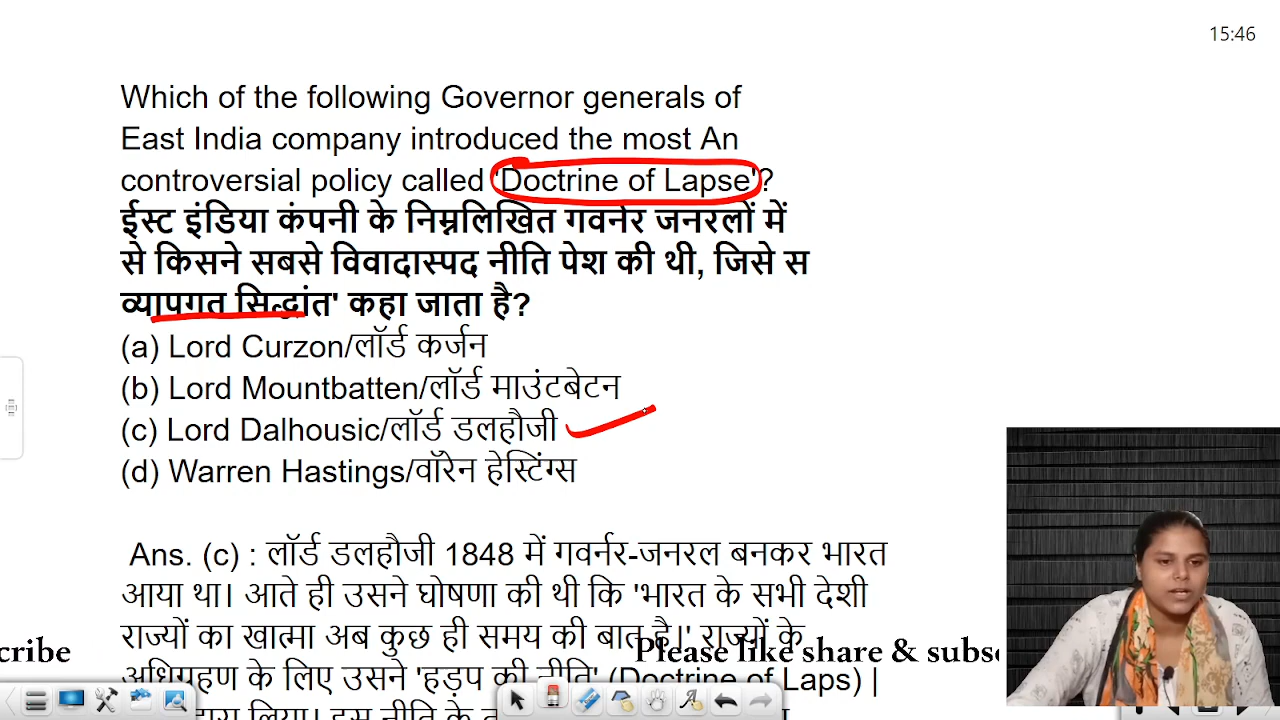 15:46
Which of the following Governor generals of
East India company introduced the most An
controversial policy called 'Doctrine of Lapse'?
ईस्ट इंडिया कंपनी के निम्नलिखित गवर्नर जनरलों में
से किसने सबसे विवादास्पद नीति पेश की थी, जिसे स
व्यापगत सिद्धांत' कहा जाता है?
(a) Lord Curzon/लॉर्ड कर्जन
(b) Lord Mountbatten/लॉर्ड माउंटबेटन
(c) Lord Dalhousic/लॉर्ड डलहौजी
(d) Warren Hastings/वॉरेन हेस्टिंग्स
Ans. (c) : लॉर्ड डलहौजी 1848 में गवर्नर-जनरल बनकर भारत
आया था। आते ही उसने घोषणा की थी कि 'भारत के सभी देशी
राज्यों का खात्मा अब कुछ ही समय की बात है।' राज्यों के
cribe Please like share & subsc
अधिग्रहण के लिए उसने 'हड़प की नीति' (Doctrine of Laps) |